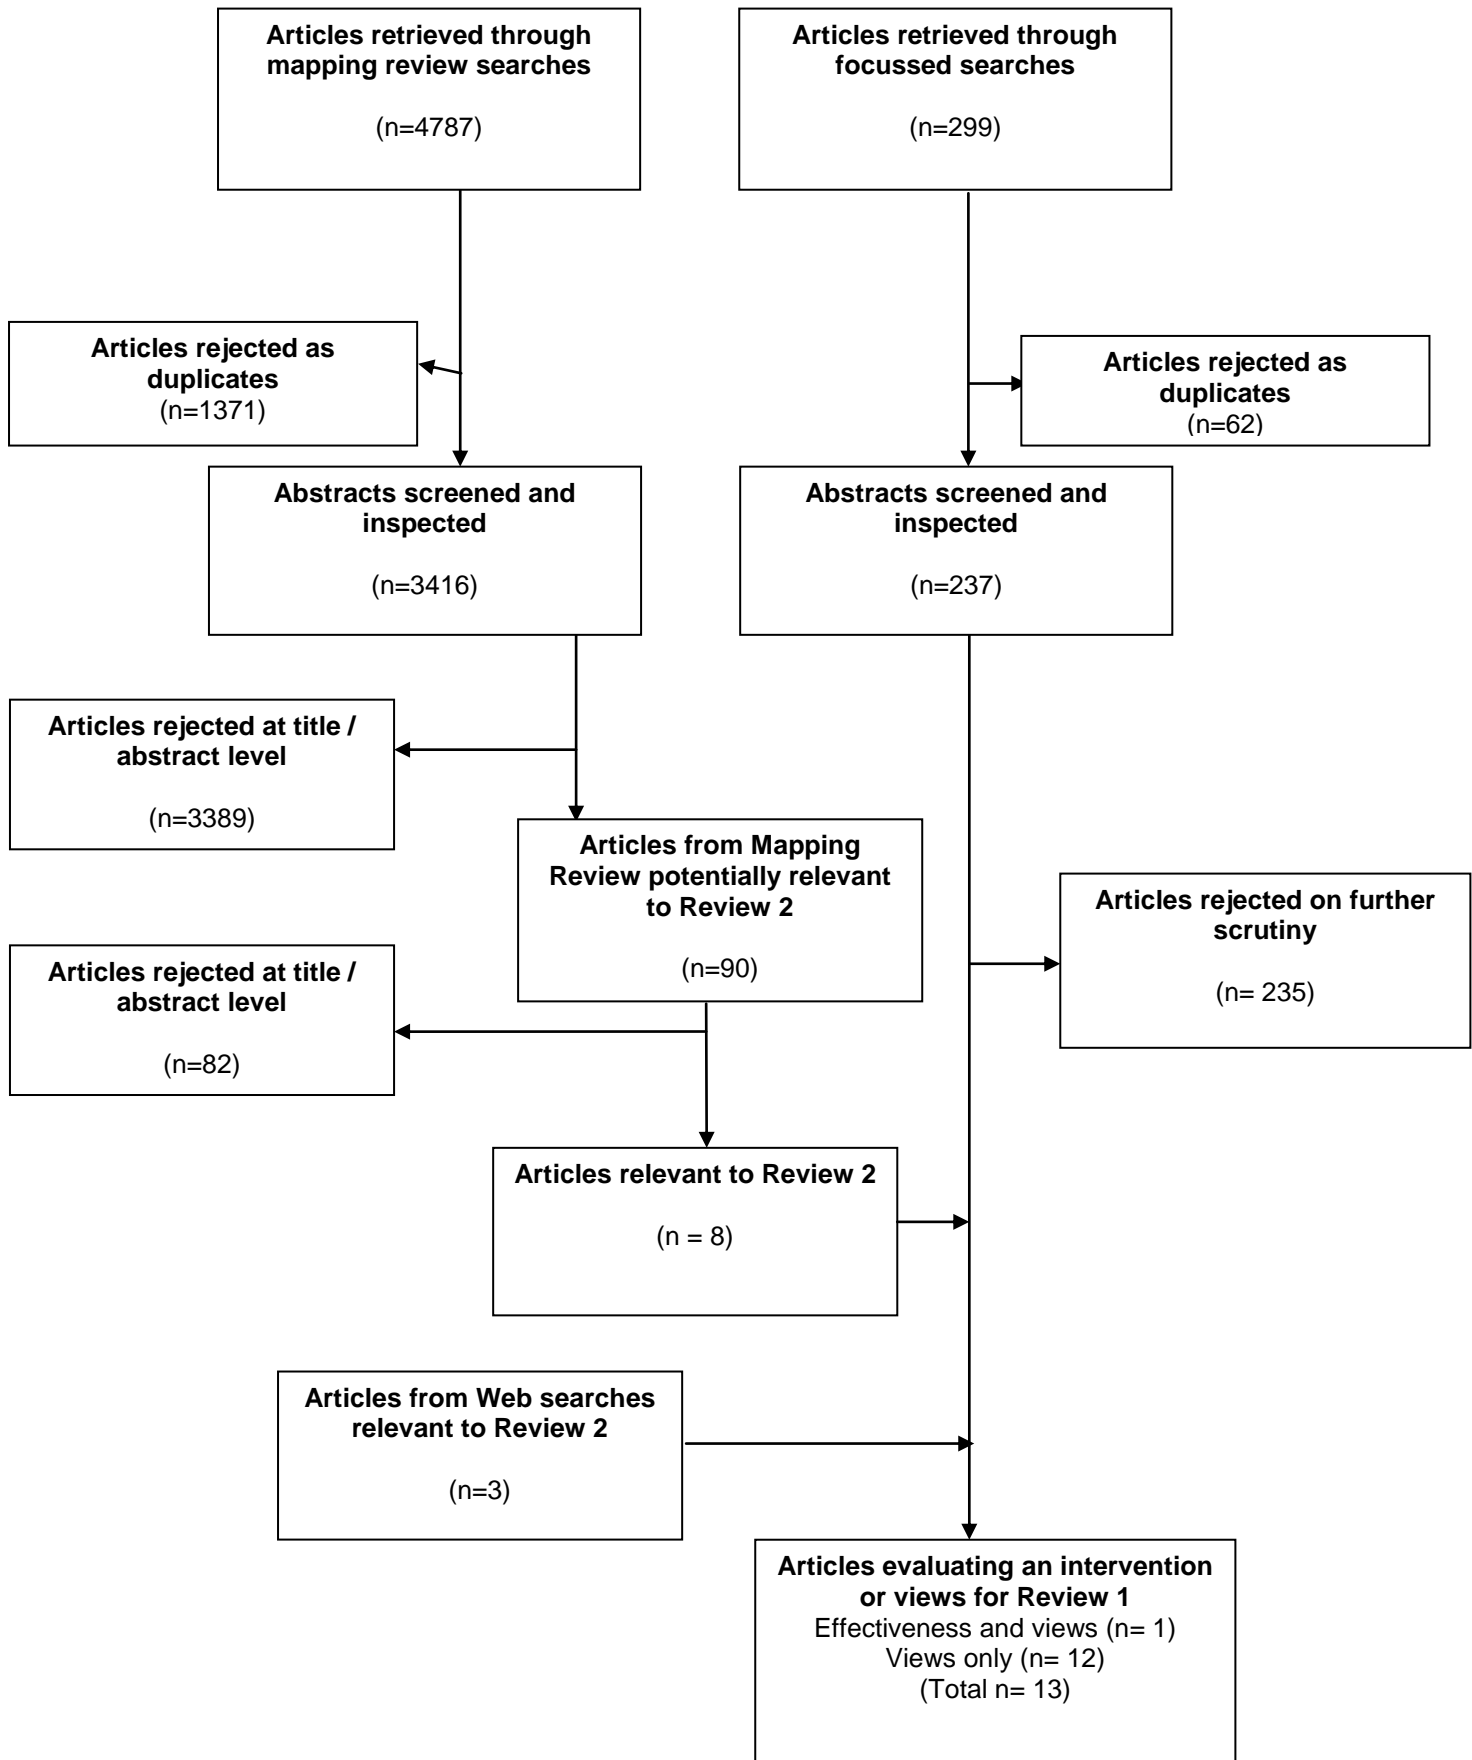 Articles retrieved through
mapping review searches
(n=4787)
Articles retrieved through
focussed searches
(n=299)
Articles rejected as
duplicates
(n=1371)
Articles rejected as
duplicates
(n=62)
Abstracts screened and
inspected
(n=3416)
Abstracts screened and
inspected
(n=237)
Articles rejected at title /
abstract level
(n=3389)
Articles from Mapping
Review potentially relevant
to Review 2
(n=90)
Articles rejected on further
scrutiny
(n= 235)
Articles rejected at title /
abstract level
(n=82)
Articles relevant to Review 2
(n = 8)
Articles from Web searches
relevant to Review 2
(n=3)
Articles evaluating an intervention
or views for Review 1
Effectiveness and views (n= 1)
Views only (n= 12)
(Total n= 13)